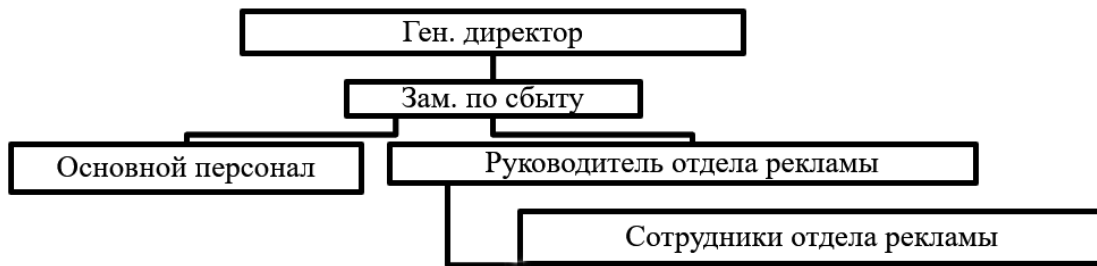 Ген. директор
Зам. по сбыту
Основной персонал
Руководитель отдела рекламы
Сотрудники отдела рекламы